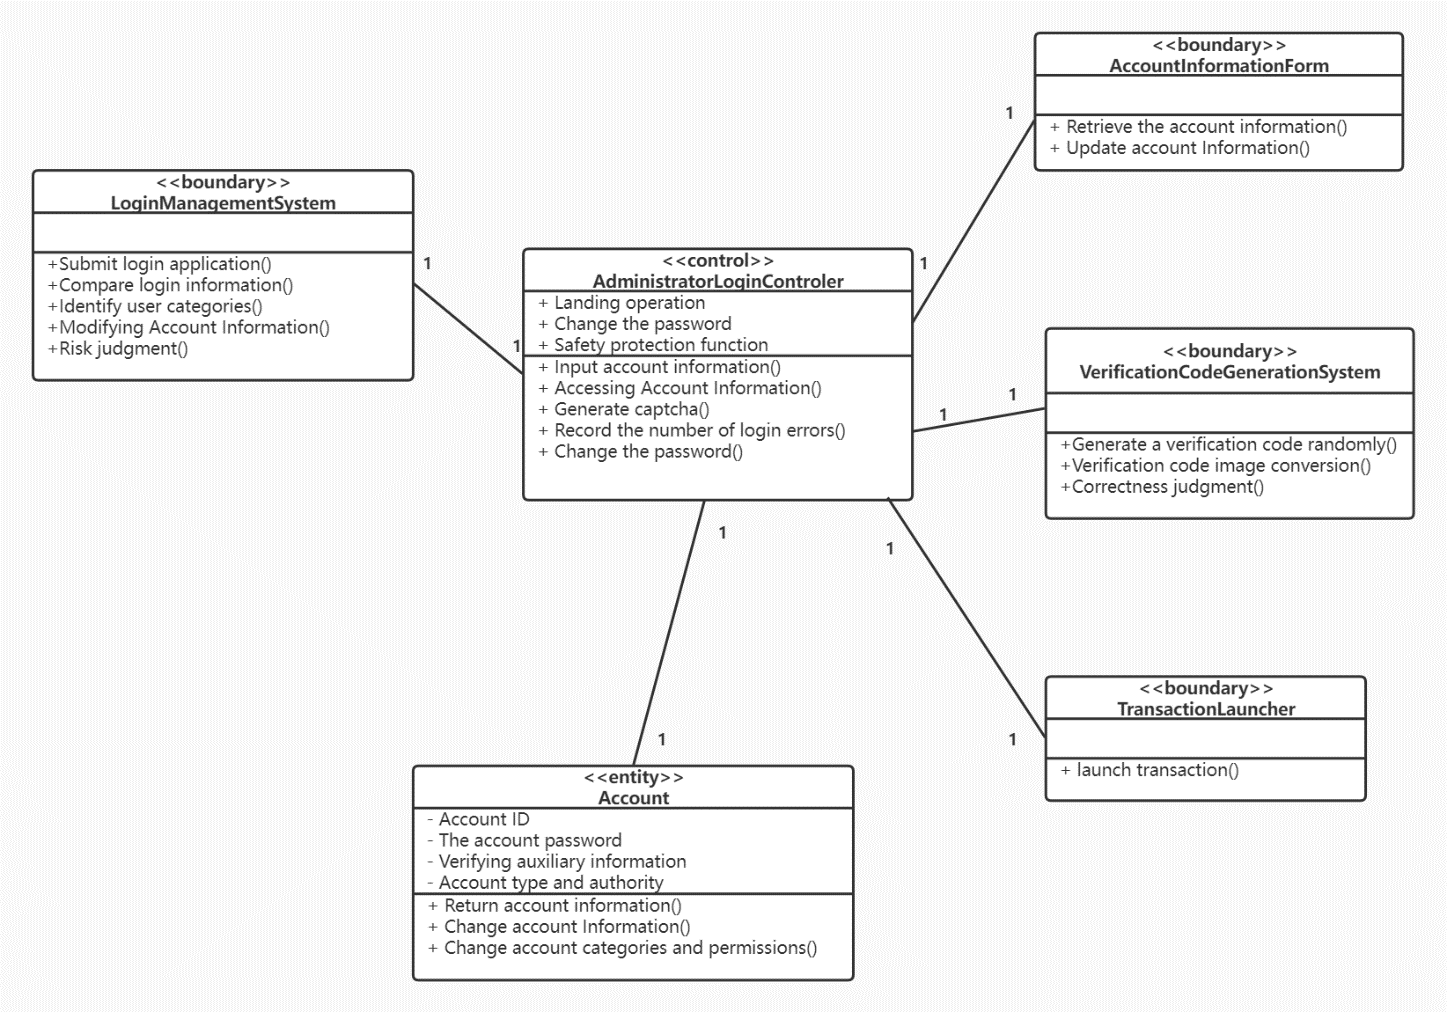 <<boundary>>
AccountInformationForm
+ Retrieve the account information()
+ Update account Information()
1
1
<<boundary>>
LoginManagementSystem
+Submit login application()
+Compare login information()
+Identify user categories()
+Modifying Account Information()
+Risk judgment()
1
1
<<control>>
AdministratorLoginControler
+ Landing operation
+ Change the password
+ Safety protection function
+ Input account information()
+ Accessing Account Information()
+ Generate captcha()
+ Record the number of login errors()
+ Change the password()
1
1
<<boundary>>
VerificationCodeGenerationSystem
+Generate a verification code randomly()
+Verification code image conversion()
+Correctness judgment()
1
1
1
1
<<boundary>>
TransactionLauncher
+ launch transaction()
<<entity>>
Account
- Account ID
- The account password
- Verifying auxiliary information
- Account type and authority
+ Return account information()
+ Change account Information()
+ Change account categories and permissions()